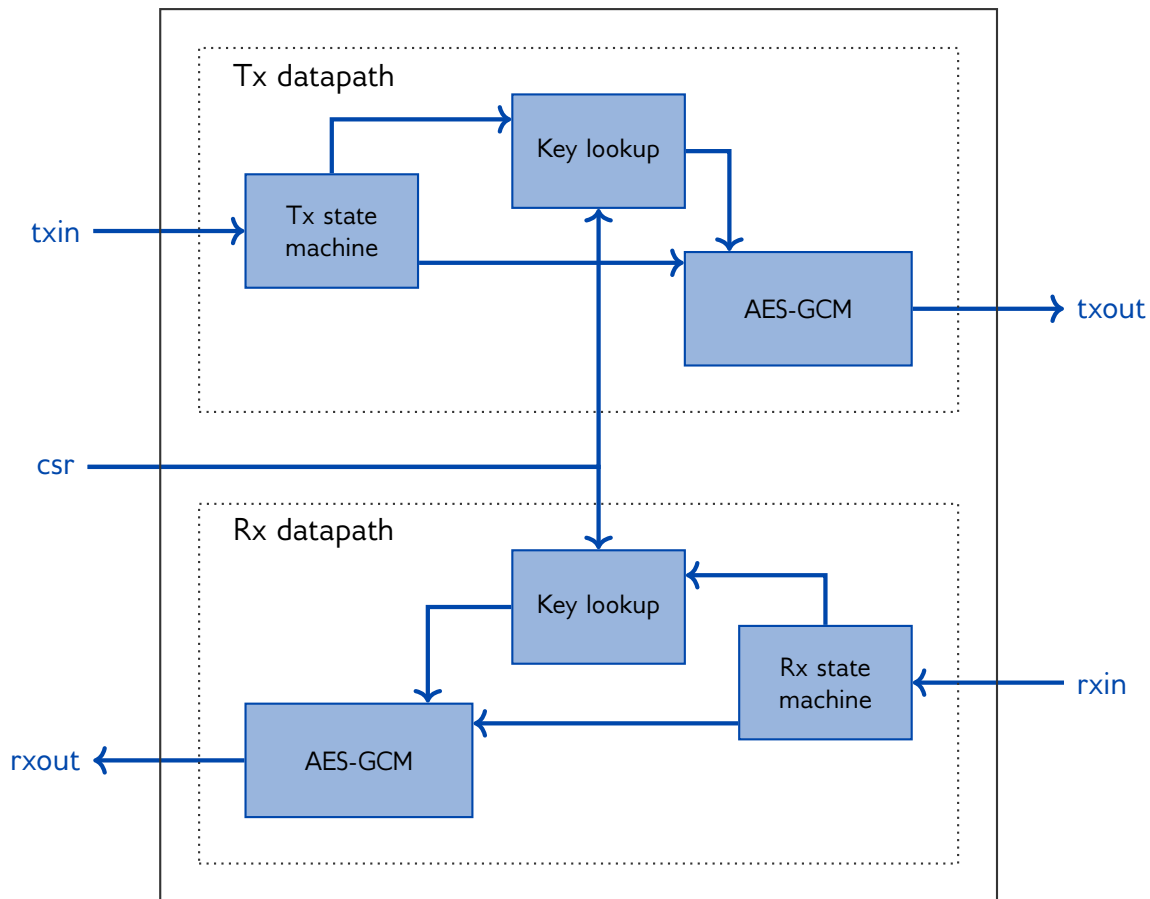 Tx datapath
Key lookup
Tx state
machine
txin
AES-GCM
txout
csr
Rx datapath
Key lookup
Rx state
machine
rxin
AES-GCM
rxout